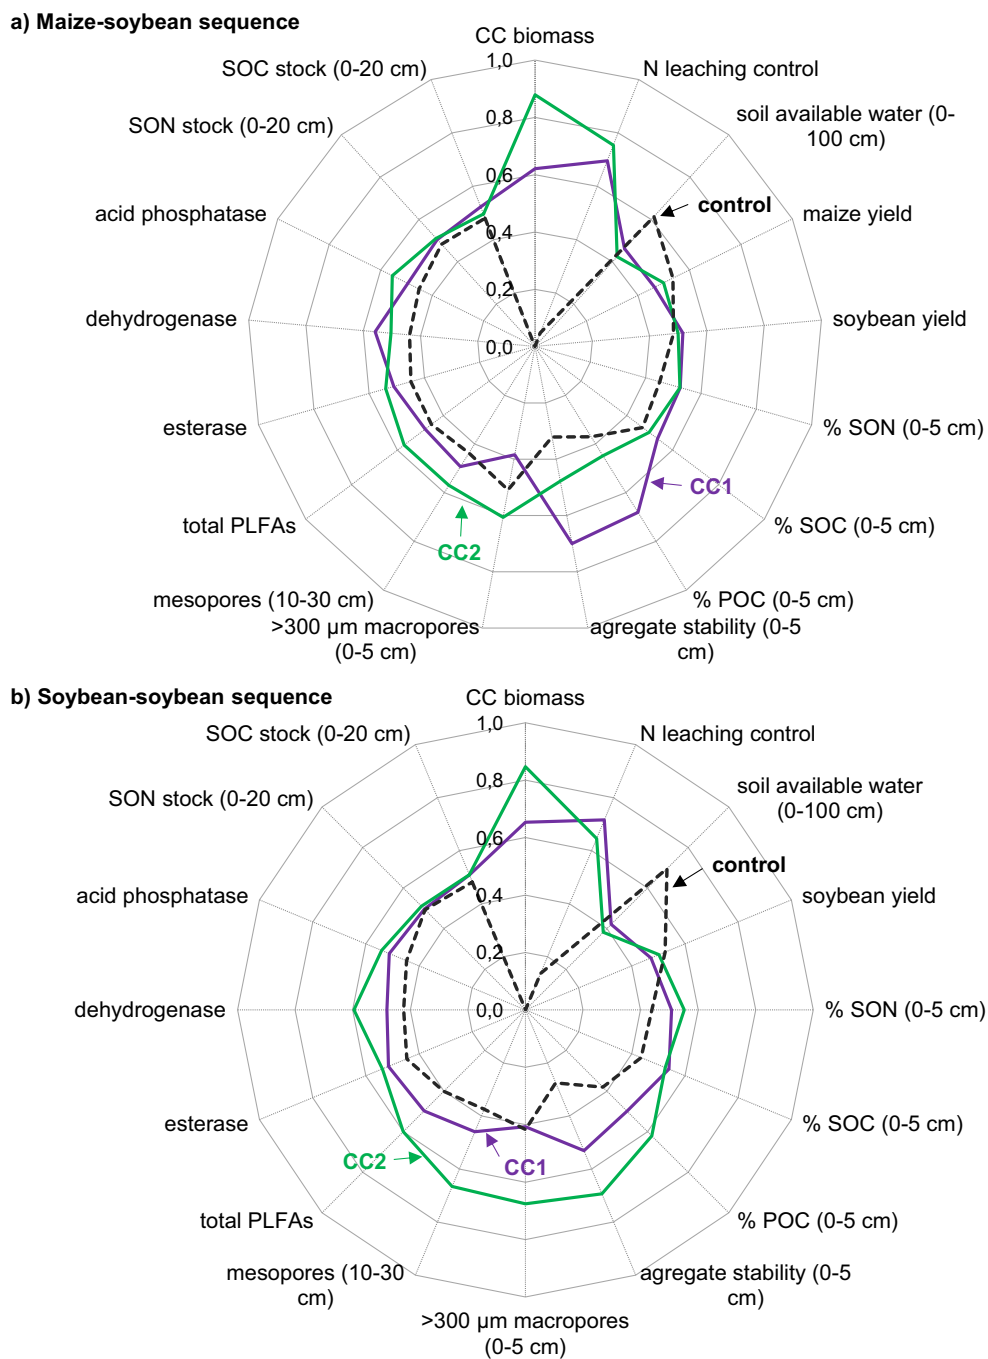 a) Maize-soybean sequence
CC biomass
1,0
SOC stock (0-20 cm)
N leaching control
SON stock (0-20 cm)
soil available water (0-
100 cm)
0,8
0,6
acid phosphatase
control
maize yield
0,4
0,2
dehydrogenase
soybean yield
0,0
esterase
% SON (0-5 cm)
CC1
total PLFAs
% SOC (0-5 cm)
CC2
mesopores (10-30 cm)
% POC (0-5 cm)
>300 µm macropores
(0-5 cm)
agregate stability (0-5
cm)
b) Soybean-soybean sequence
CC biomass
1,0
SOC stock (0-20 cm)
N leaching control
SON stock (0-20 cm)
soil available water
(0-100 cm)
0,8
0,6
control
acid phosphatase
soybean yield
0,4
0,2
dehydrogenase
0,0
% SON (0-5 cm)
esterase
% SOC (0-5 cm)
CC2
CC1
total PLFAs
% POC (0-5 cm)
mesopores (10-30
cm)
agregate stability (0-5
cm)
>300 µm macropores
(0-5 cm)